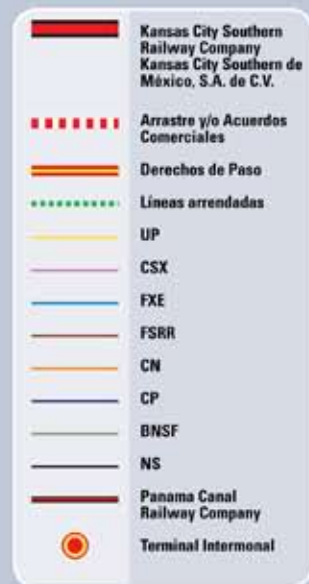 Kansas City Southern
Railway Company
Kansas City Southern de
México, S.A. de C.V.
Arrastre y/o Acuerdos
Comerciales
Derechos de Paso
Líneas arrendadas
UP
CSX
FXE
FSRR
CN
CP
BNSF
NS
Panama Canal
Railway Company
Terminal Intermonal